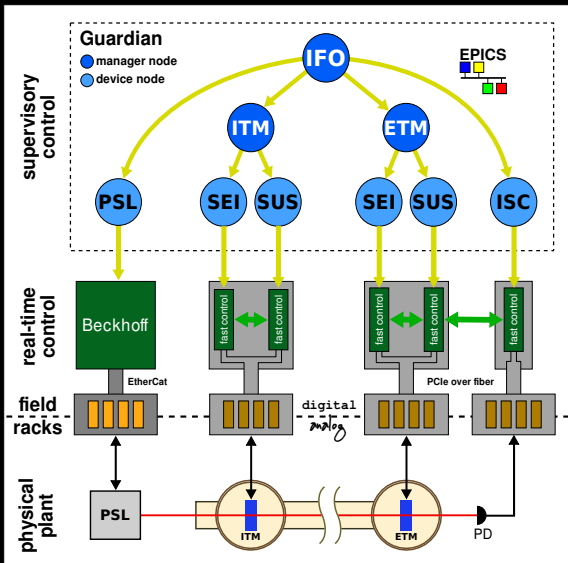 Guardian
manager node
device node
EPICS
IFO
ITM
ETM
PSL
SEI
SUS
SEI
SUS
ISC
supervisory control
Beckhoff
fast control
fast control
fast control
fast control
fast control
real-time control
EtherCat
PCIe over fiber
field racks
digital
analog
physical plant
PSL
ITM
ETM
PD